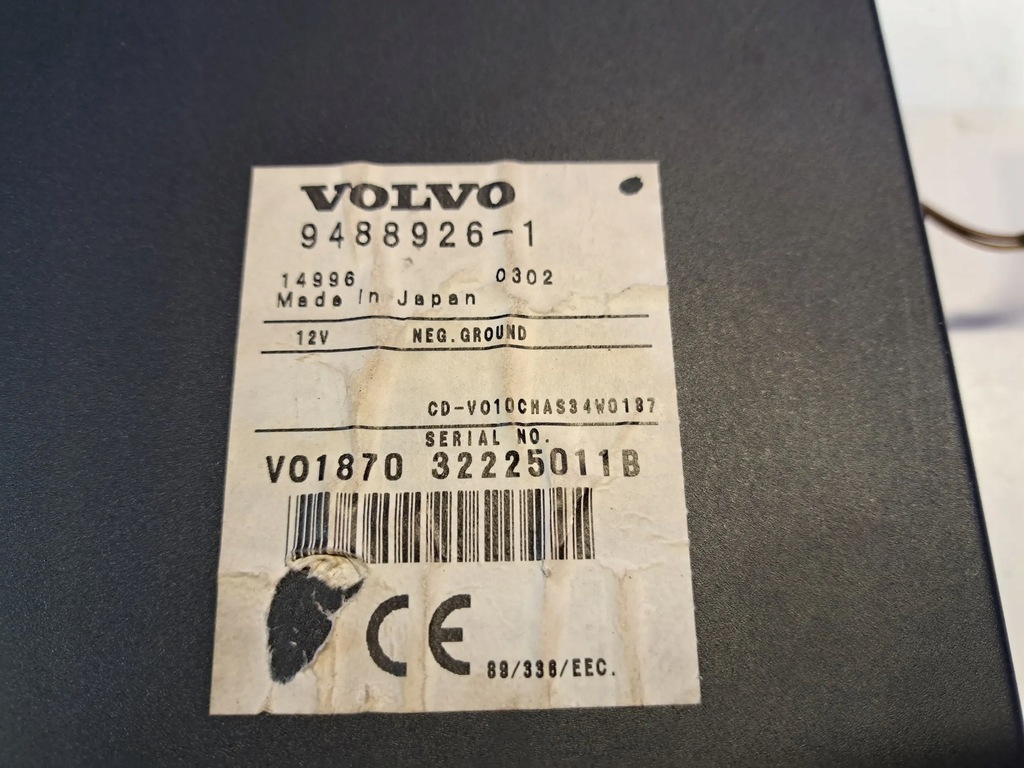 VOLVO
9488926-1
14996 0302
Made In Japan
12V NEG.GROUND
CD-V010CHAS34W0187
SERIAL NO.
V01870 32225011B
CE 89/336/EEC.